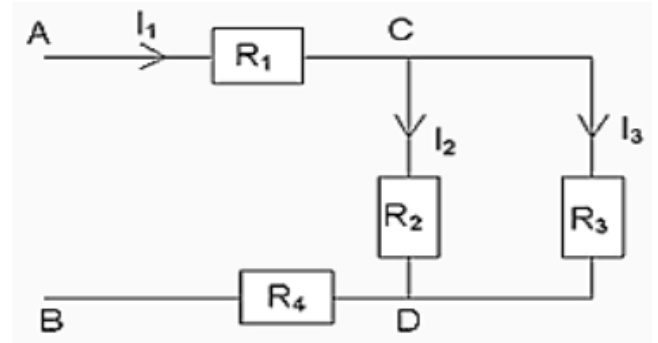 A I₁ R₁ C
I₂ I₃
R₂ R₃
R₄
B D